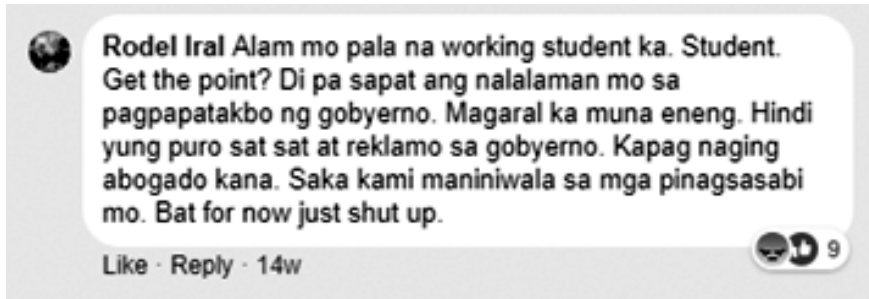 Rodel Iral Alam mo pala na working student ka. Student.
Get the point? Di pa sapat ang nalalaman mo sa
pagpapatakbo ng gobyerno. Magaral ka muna eneng. Hindi
yung puro sat sat at reklamo sa gobyerno. Kapag naging
abogado kana. Saka kami maniniwala sa mga pinagsasabi
mo. Bat for now just shut up.
Like · Reply · 14w
9